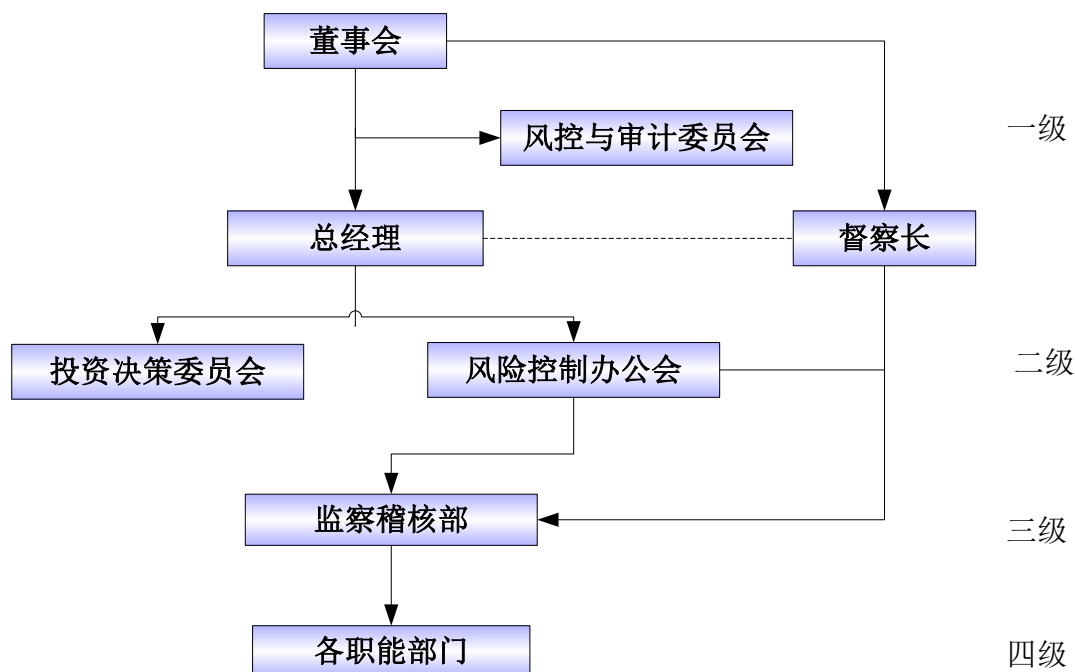 董事会
风控与审计委员会
一级
总经理
督察长
投资决策委员会
风险控制办公会
二级
监察稽核部
三级
各职能部门
四级